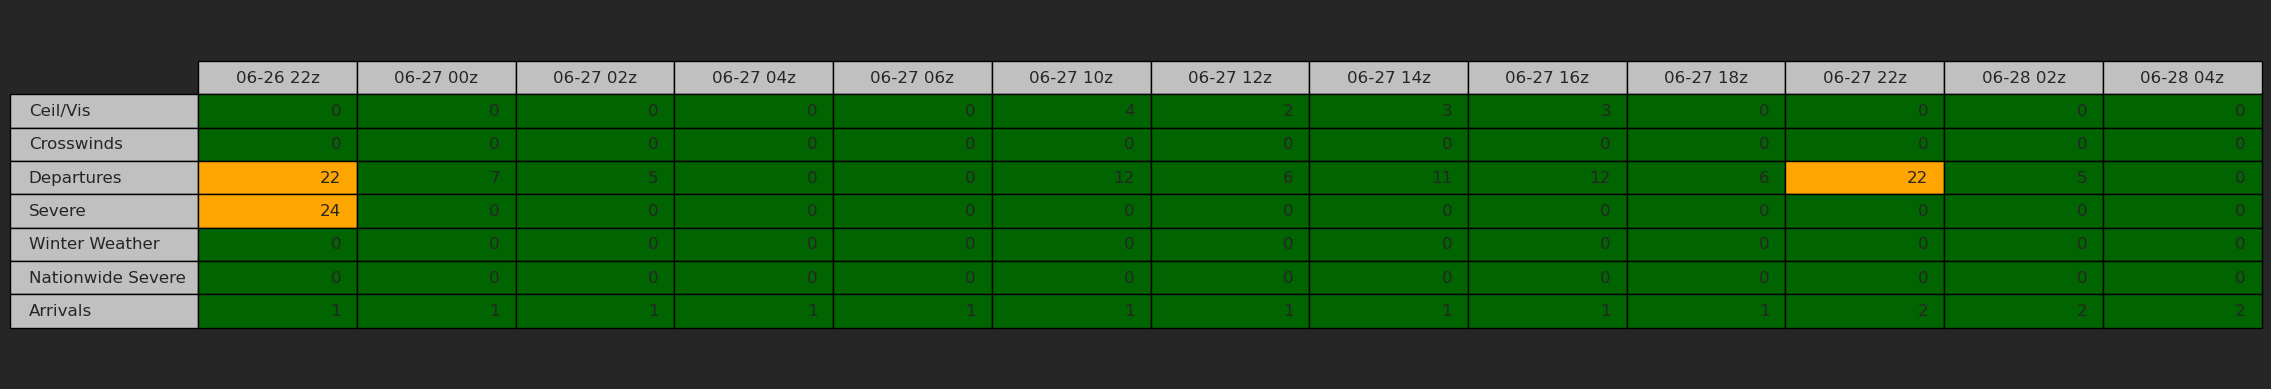 06-26 22z 06-27 00z 06-27 02z 06-27 04z 06-27 06z 06-27 10z 06-27 12z 06-27 14z 06-27 16z 06-27 18z 06-27 22z 06-28 02z 06-28 04z
Ceil/Vis 0 0 0 0 0 4 2 3 3 0 0 0 0
Crosswinds 0 0 0 0 0 0 0 0 0 0 0 0 0
Departures 22 7 5 0 0 12 6 11 12 6 22 5 0
Severe 24 0 0 0 0 0 0 0 0 0 0 0 0
Winter Weather 0 0 0 0 0 0 0 0 0 0 0 0 0
Nationwide Severe 0 0 0 0 0 0 0 0 0 0 0 0 0
Arrivals 1 1 1 1 1 1 1 1 1 1 2 2 2